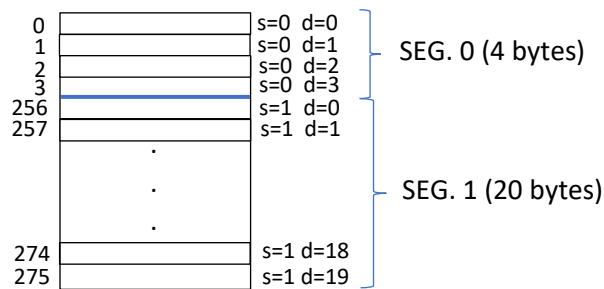 0 s=0 d=0
1 s=0 d=1
2 s=0 d=2
3 s=0 d=3
SEG. 0 (4 bytes)
256 s=1 d=0
257 s=1 d=1
.
.
.
SEG. 1 (20 bytes)
274 s=1 d=18
275 s=1 d=19